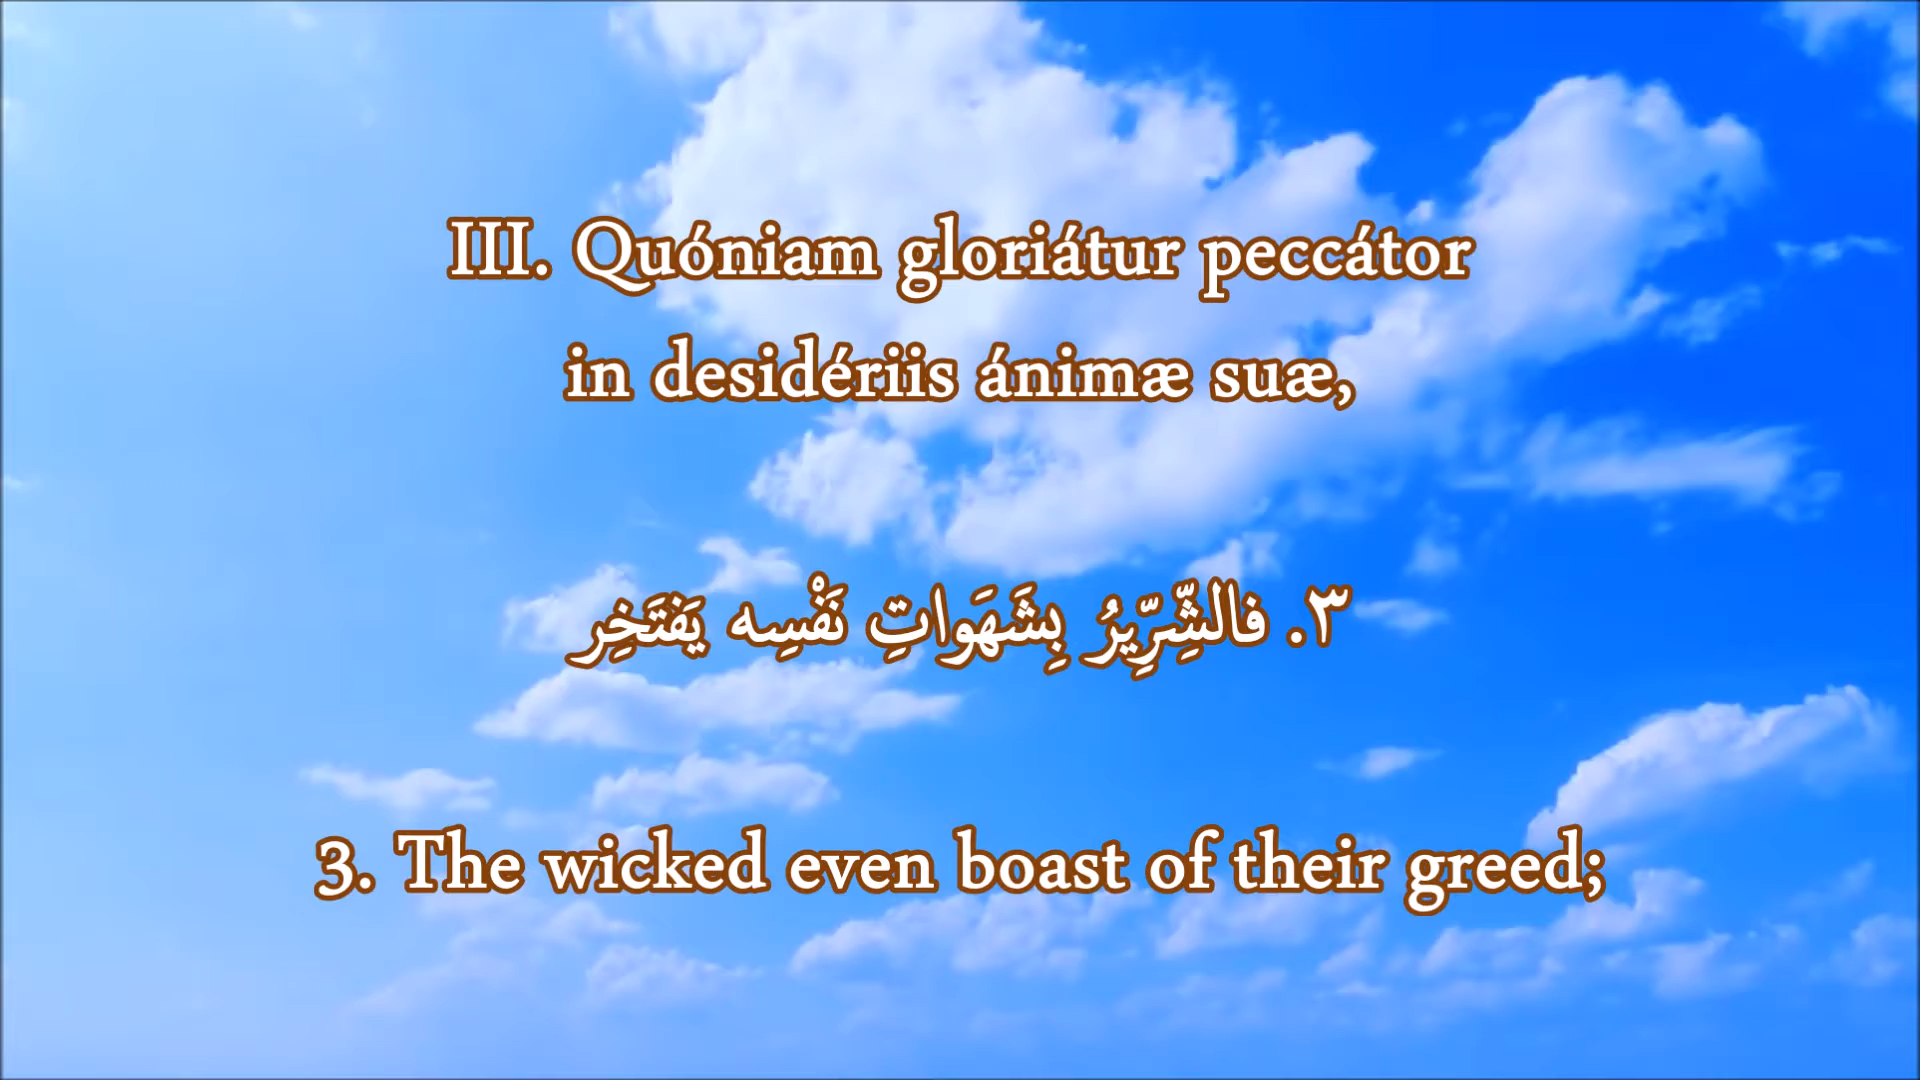 III. Quóniam gloriátur peccátor
in desidériis ánimæ suæ,
٣. فالشِّرِّيرُ بِشَهَواتِ نَفْسِه يَفتَخِر
3. The wicked even boast of their greed;